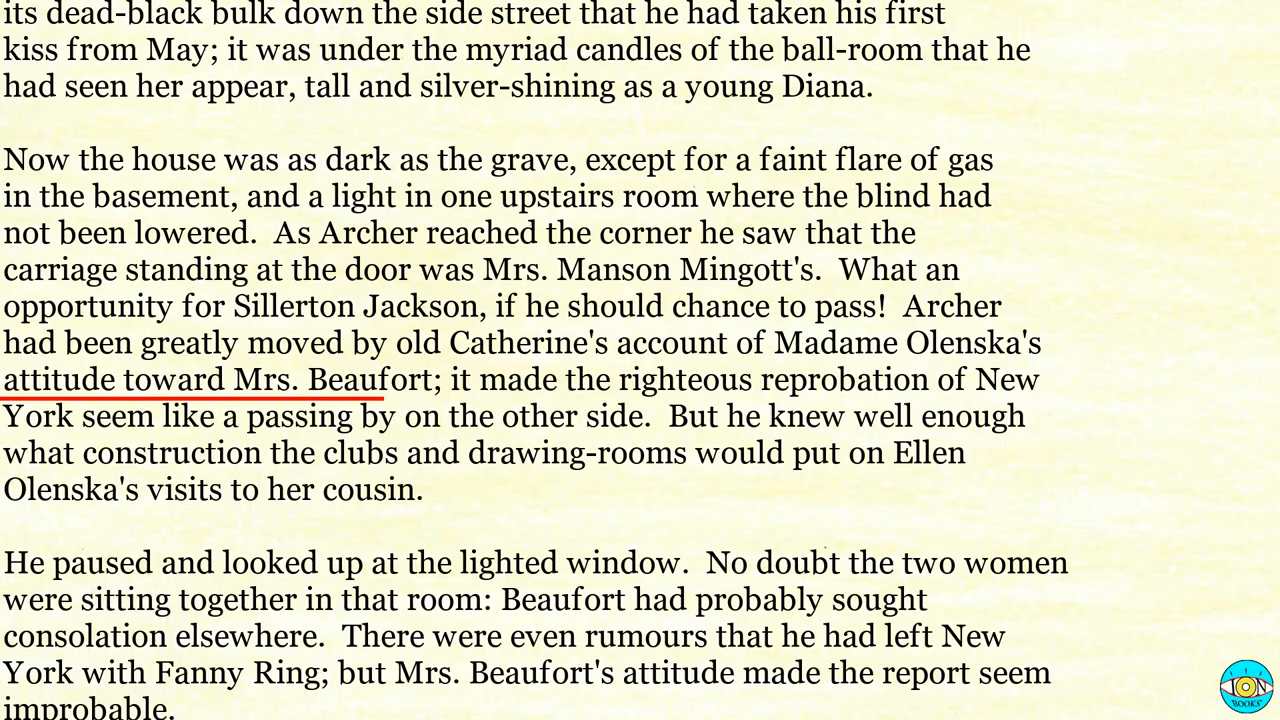 its dead-black bulk down the side street that he had taken his first
kiss from May; it was under the myriad candles of the ball-room that he
had seen her appear, tall and silver-shining as a young Diana.
Now the house was as dark as the grave, except for a faint flare of gas
in the basement, and a light in one upstairs room where the blind had
not been lowered.  As Archer reached the corner he saw that the
carriage standing at the door was Mrs. Manson Mingott's.  What an
opportunity for Sillerton Jackson, if he should chance to pass!  Archer
had been greatly moved by old Catherine's account of Madame Olenska's
attitude toward Mrs. Beaufort; it made the righteous reprobation of New
York seem like a passing by on the other side.  But he knew well enough
what construction the clubs and drawing-rooms would put on Ellen
Olenska's visits to her cousin.
He paused and looked up at the lighted window.  No doubt the two women
were sitting together in that room: Beaufort had probably sought
consolation elsewhere.  There were even rumours that he had left New
York with Fanny Ring; but Mrs. Beaufort's attitude made the report seem
improbable.
ION
BOOKS